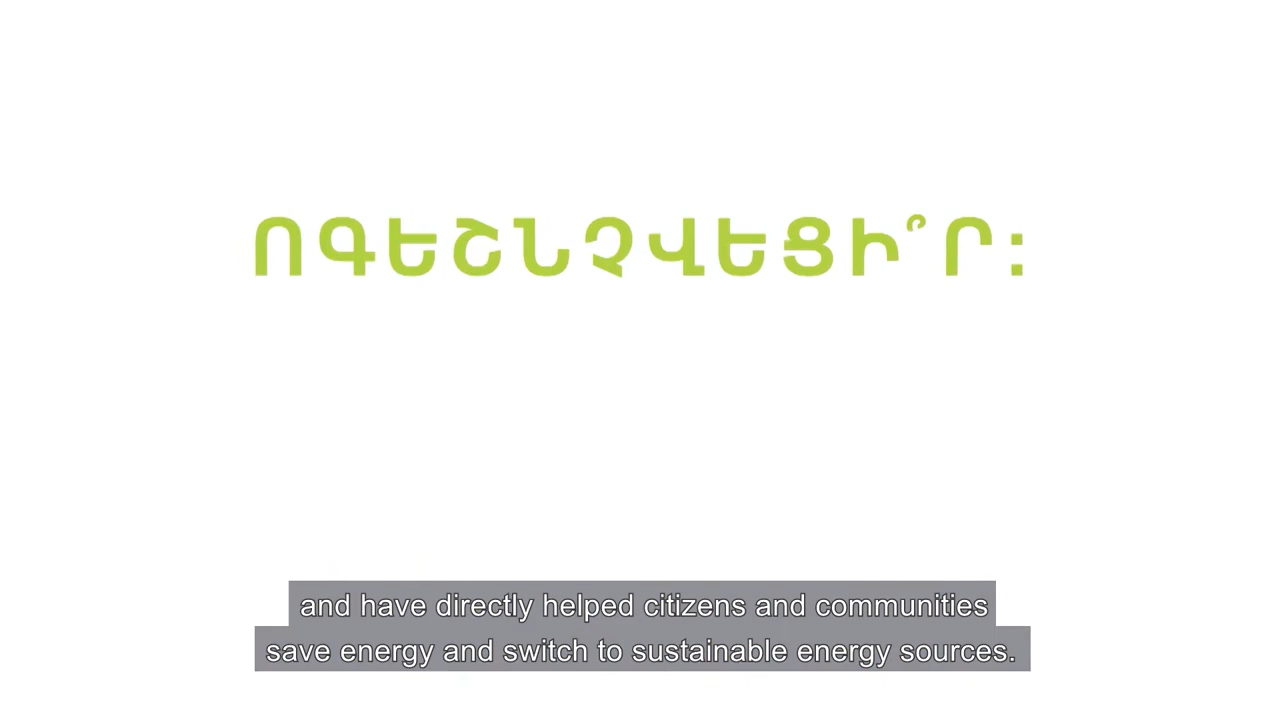 ՈԳԵՇՆՉՎԵՑԻ՞Ր:
and have directly helped citizens and communities
save energy and switch to sustainable energy sources.